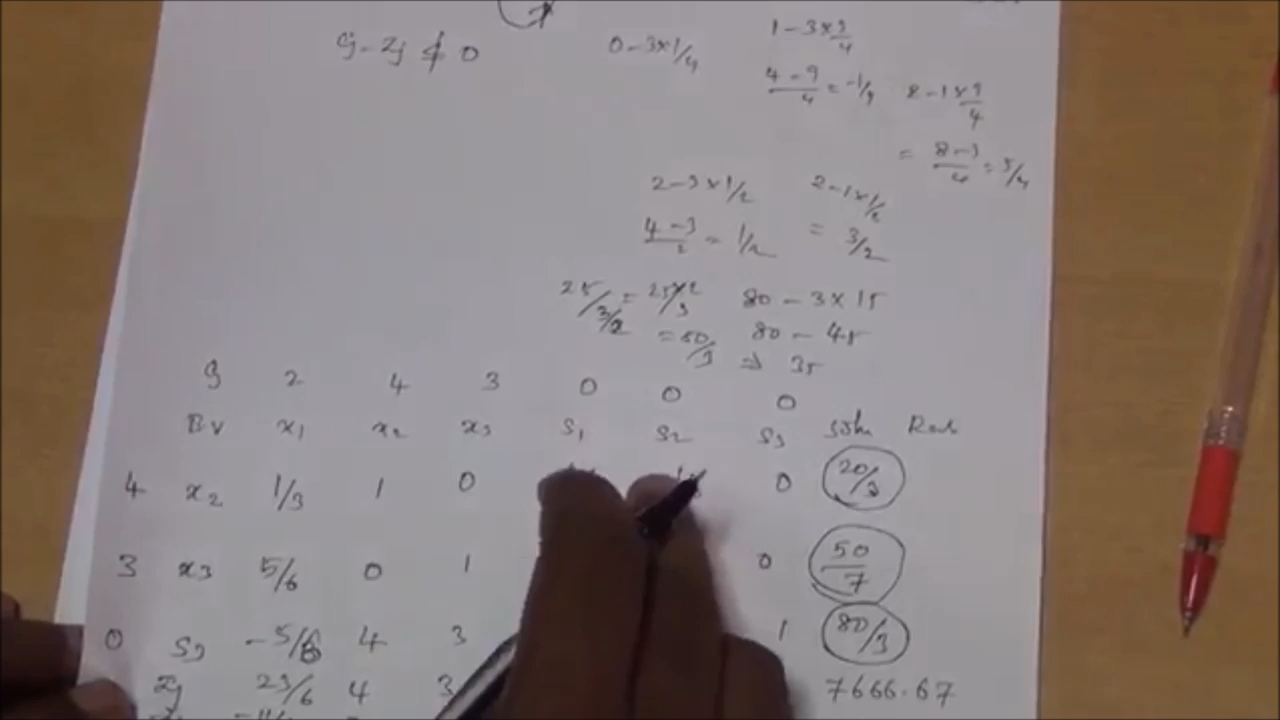 Cj - Zj ≰ 0
0 - 3×1/4
1 - 3×3/4
4 - 9/4 = -1/9
2 - 1×9/4
= 8 - 3/4 = 5/4
2 - 3×1/2
2 - 1×1/2
4 - 3/2 = 1/2
= 3/2
25/3/2 = 25×2/3
80 - 3×15
= 50/3
80 - 45
⇒ 35
Cj 2 4 3 0 0 0
BV x1 x2 x3 S1 S2 S3 Soln
4 x2 1/3 1 0 0 20/3
3 x3 5/6 0 1 0 50/7
0 S3 -5/6 4 3 1 80/3
Zj 23/6 4 3 7666.67